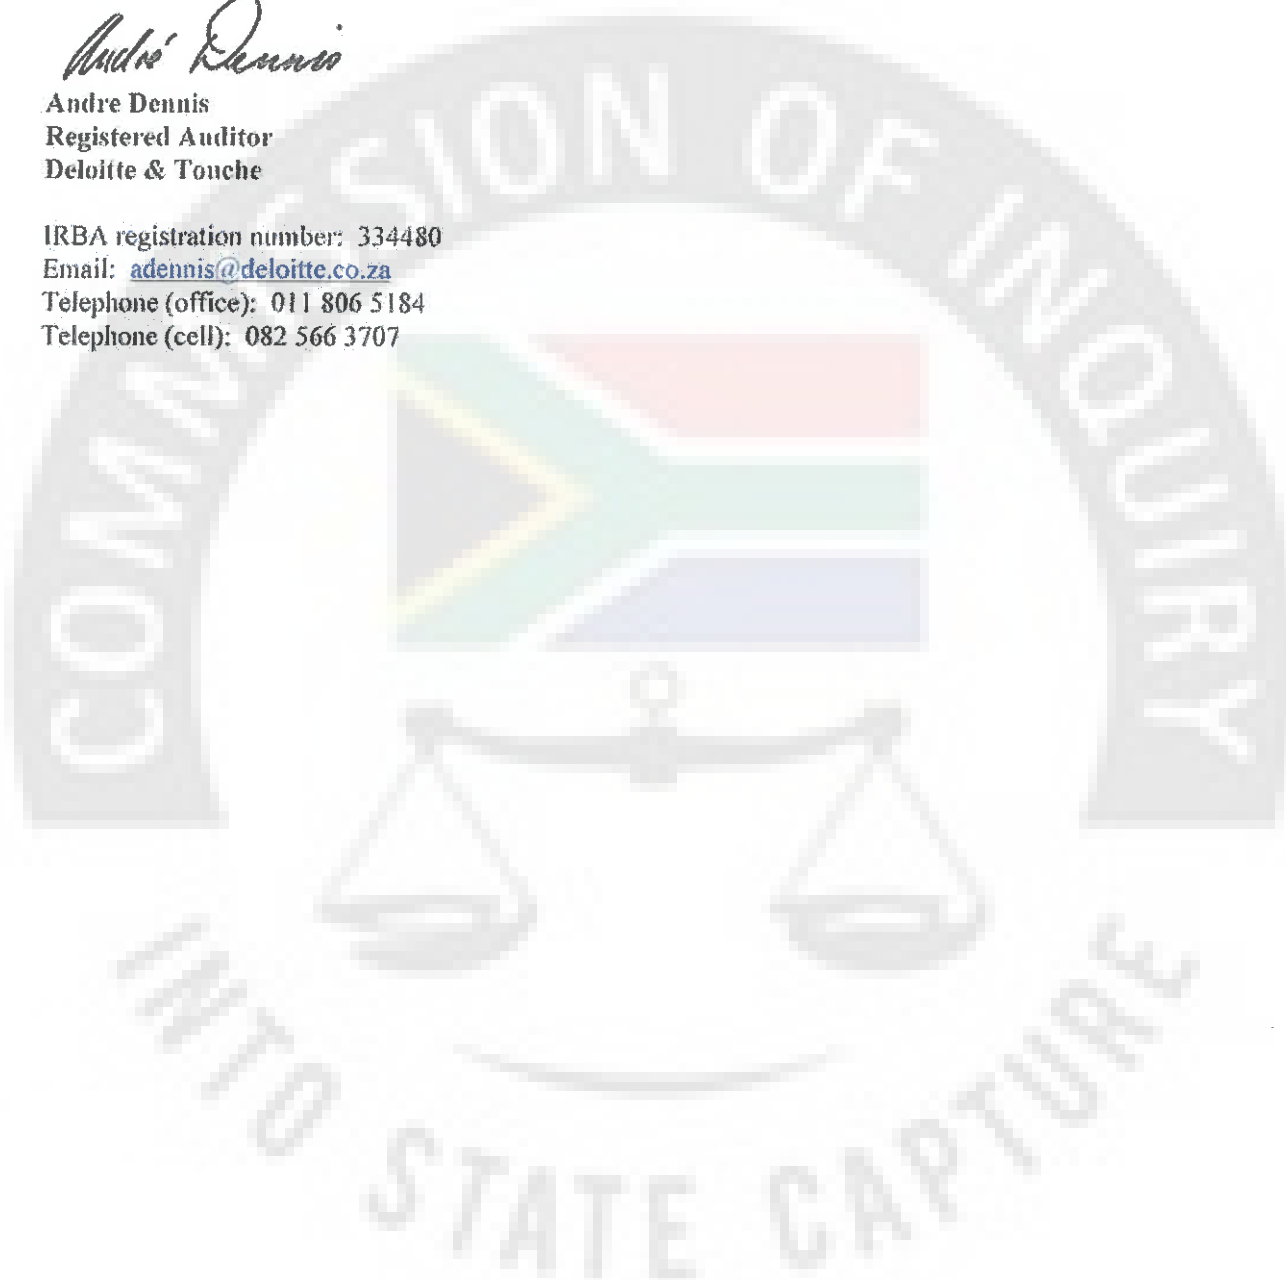 André Dennis
Andre Dennis
Registered Auditor
Deloitte & Touche
IRBA registration number: 334480
Email: adennis@deloitte.co.za
Telephone (office): 011 806 5184
Telephone (cell): 082 566 3707
COMMISSION OF INQUIRY
INTO STATE CAPTURE